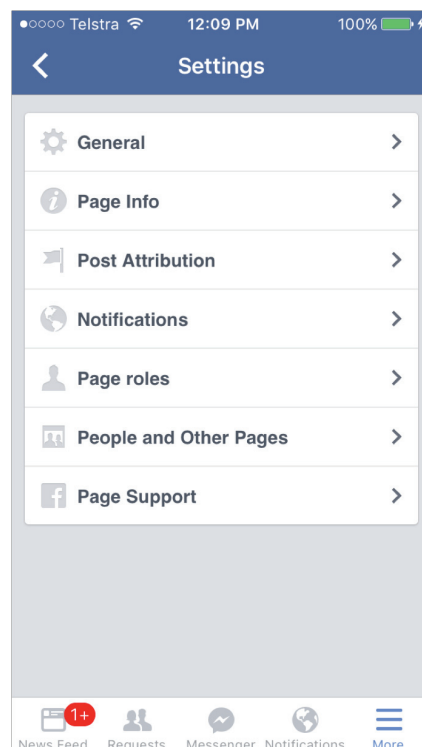 Telstra 12:09 PM 100%
Settings
General
Page Info
Post Attribution
Notifications
Page roles
People and Other Pages
Page Support
1+
News Feed Requests Messenger Notifications More